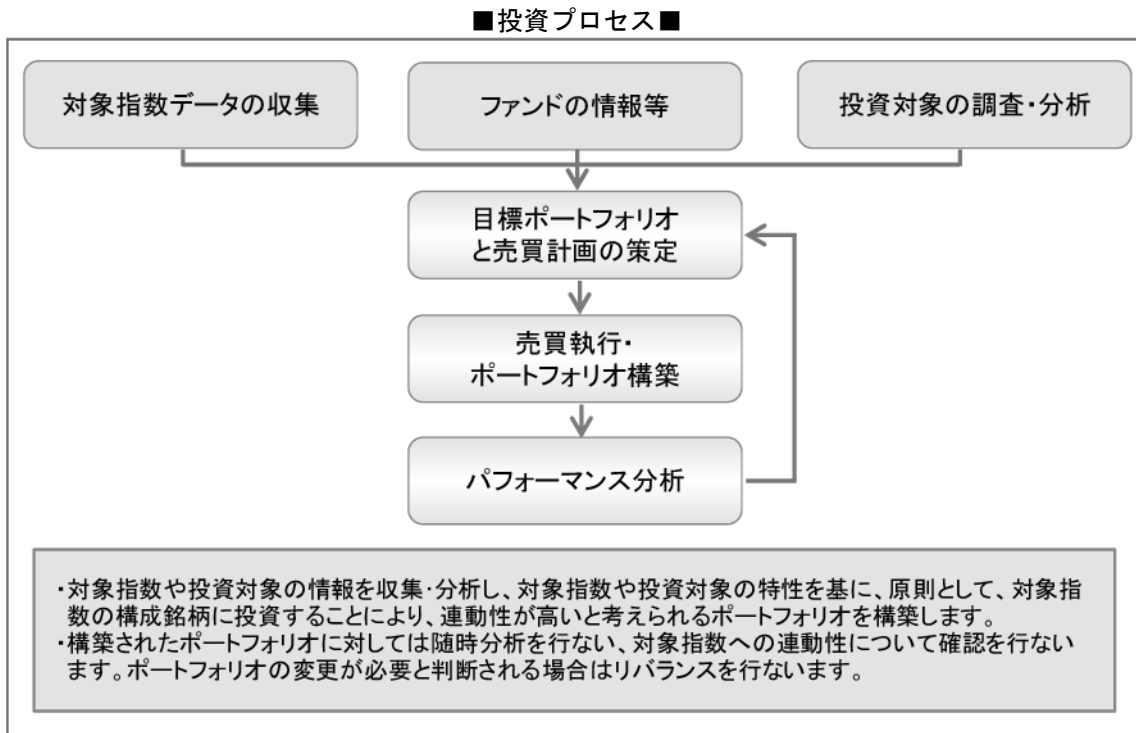 ■投資プロセス■
対象指数データの収集
ファンドの情報等
投資対象の調査・分析
目標ポートフォリオ
と売買計画の策定
売買執行・
ポートフォリオ構築
パフォーマンス分析
・対象指数や投資対象の情報を収集・分析し、対象指数や投資対象の特性を基に、原則として、対象指
数の構成銘柄に投資することにより、連動性が高いと考えられるポートフォリオを構築します。
・構築されたポートフォリオに対しては随時分析を行ない、対象指数への連動性について確認を行ない
ます。ポートフォリオの変更が必要と判断される場合はリバランスを行ないます。